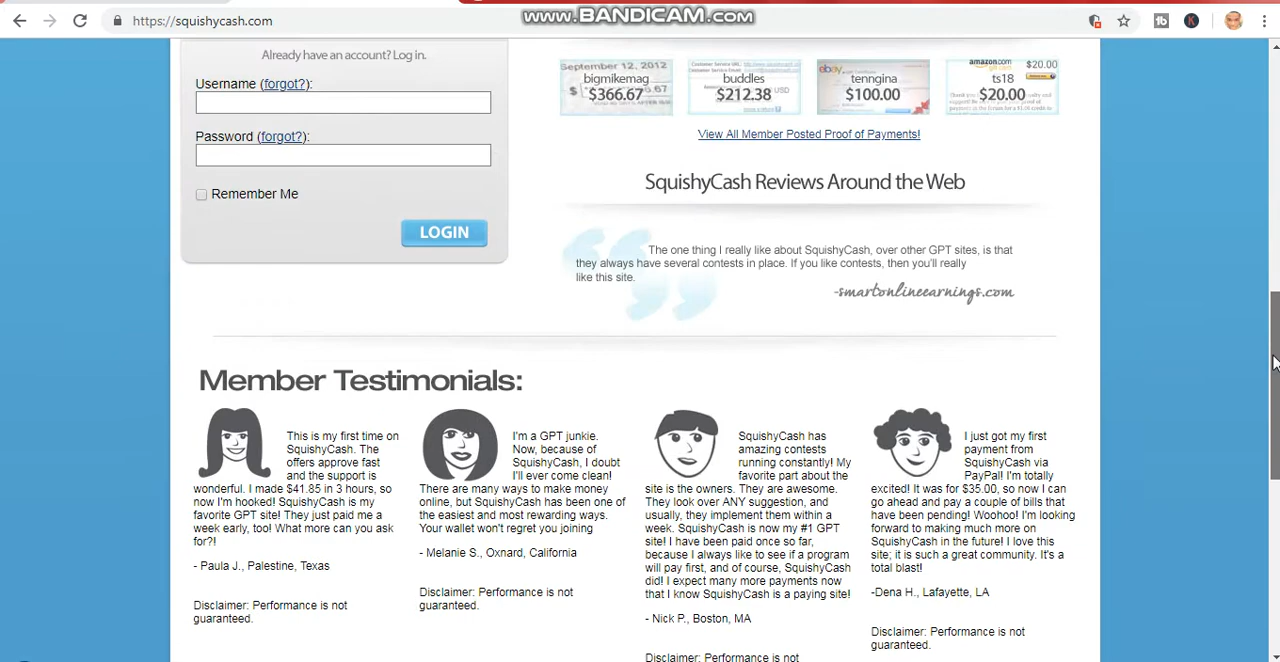 https://squishycash.com
www.BANDICAM.com
Already have an account? Log in.
Username (forgot?):
Password (forgot?):
Remember Me
LOGIN
September 12, 2012
bigmikemag
$366.67
buddles
$212.38
USD
ebay
tenngina
$100.00
amazon.com
$20.00
ts18
$20.00
View All Member Posted Proof of Payments!
SquishyCash Reviews Around the Web
The one thing I really like about SquishyCash, over other GPT sites, is that
they always have several contests in place. If you like contests, then you'll really
like this site.
-smartonlineearnings.com
Member Testimonials:
This is my first time on
SquishyCash. The
offers approve fast
and the support is
wonderful. I made $41.85 in 3 hours, so
now I'm hooked! SquishyCash is my
favorite GPT site! They just paid me a
week early, too! What more can you ask
for?!
- Paula J., Palestine, Texas
Disclaimer: Performance is not
guaranteed.
I'm a GPT junkie.
Now, because of
SquishyCash, I doubt
I'll ever come clean!
There are many ways to make money
online, but SquishyCash has been one of
the easiest and most rewarding ways.
Your wallet won't regret you joining
- Melanie S., Oxnard, California
Disclaimer: Performance is not
guaranteed.
SquishyCash has
amazing contests
running constantly! My
favorite part about the
site is the owners. They are awesome.
They look over ANY suggestion, and
usually, they implement them within a
week. SquishyCash is now my #1 GPT
site! I have been paid once so far,
because I always like to see if a program
will pay first, and of course, SquishyCash
did! I expect many more payments now
that I know SquishyCash is a paying site!
- Nick P., Boston, MA
Disclaimer: Performance is not
I just got my first
payment from
SquishyCash via
PayPal! I'm totally
excited! It was for $35.00, so now I can
go ahead and pay a couple of bills that
have been pending! Woohoo! I'm looking
forward to making much more on
SquishyCash in the future! I love this
site; it is such a great community. It's a
total blast!
-Dena H., Lafayette, LA
Disclaimer: Performance is not
guaranteed.